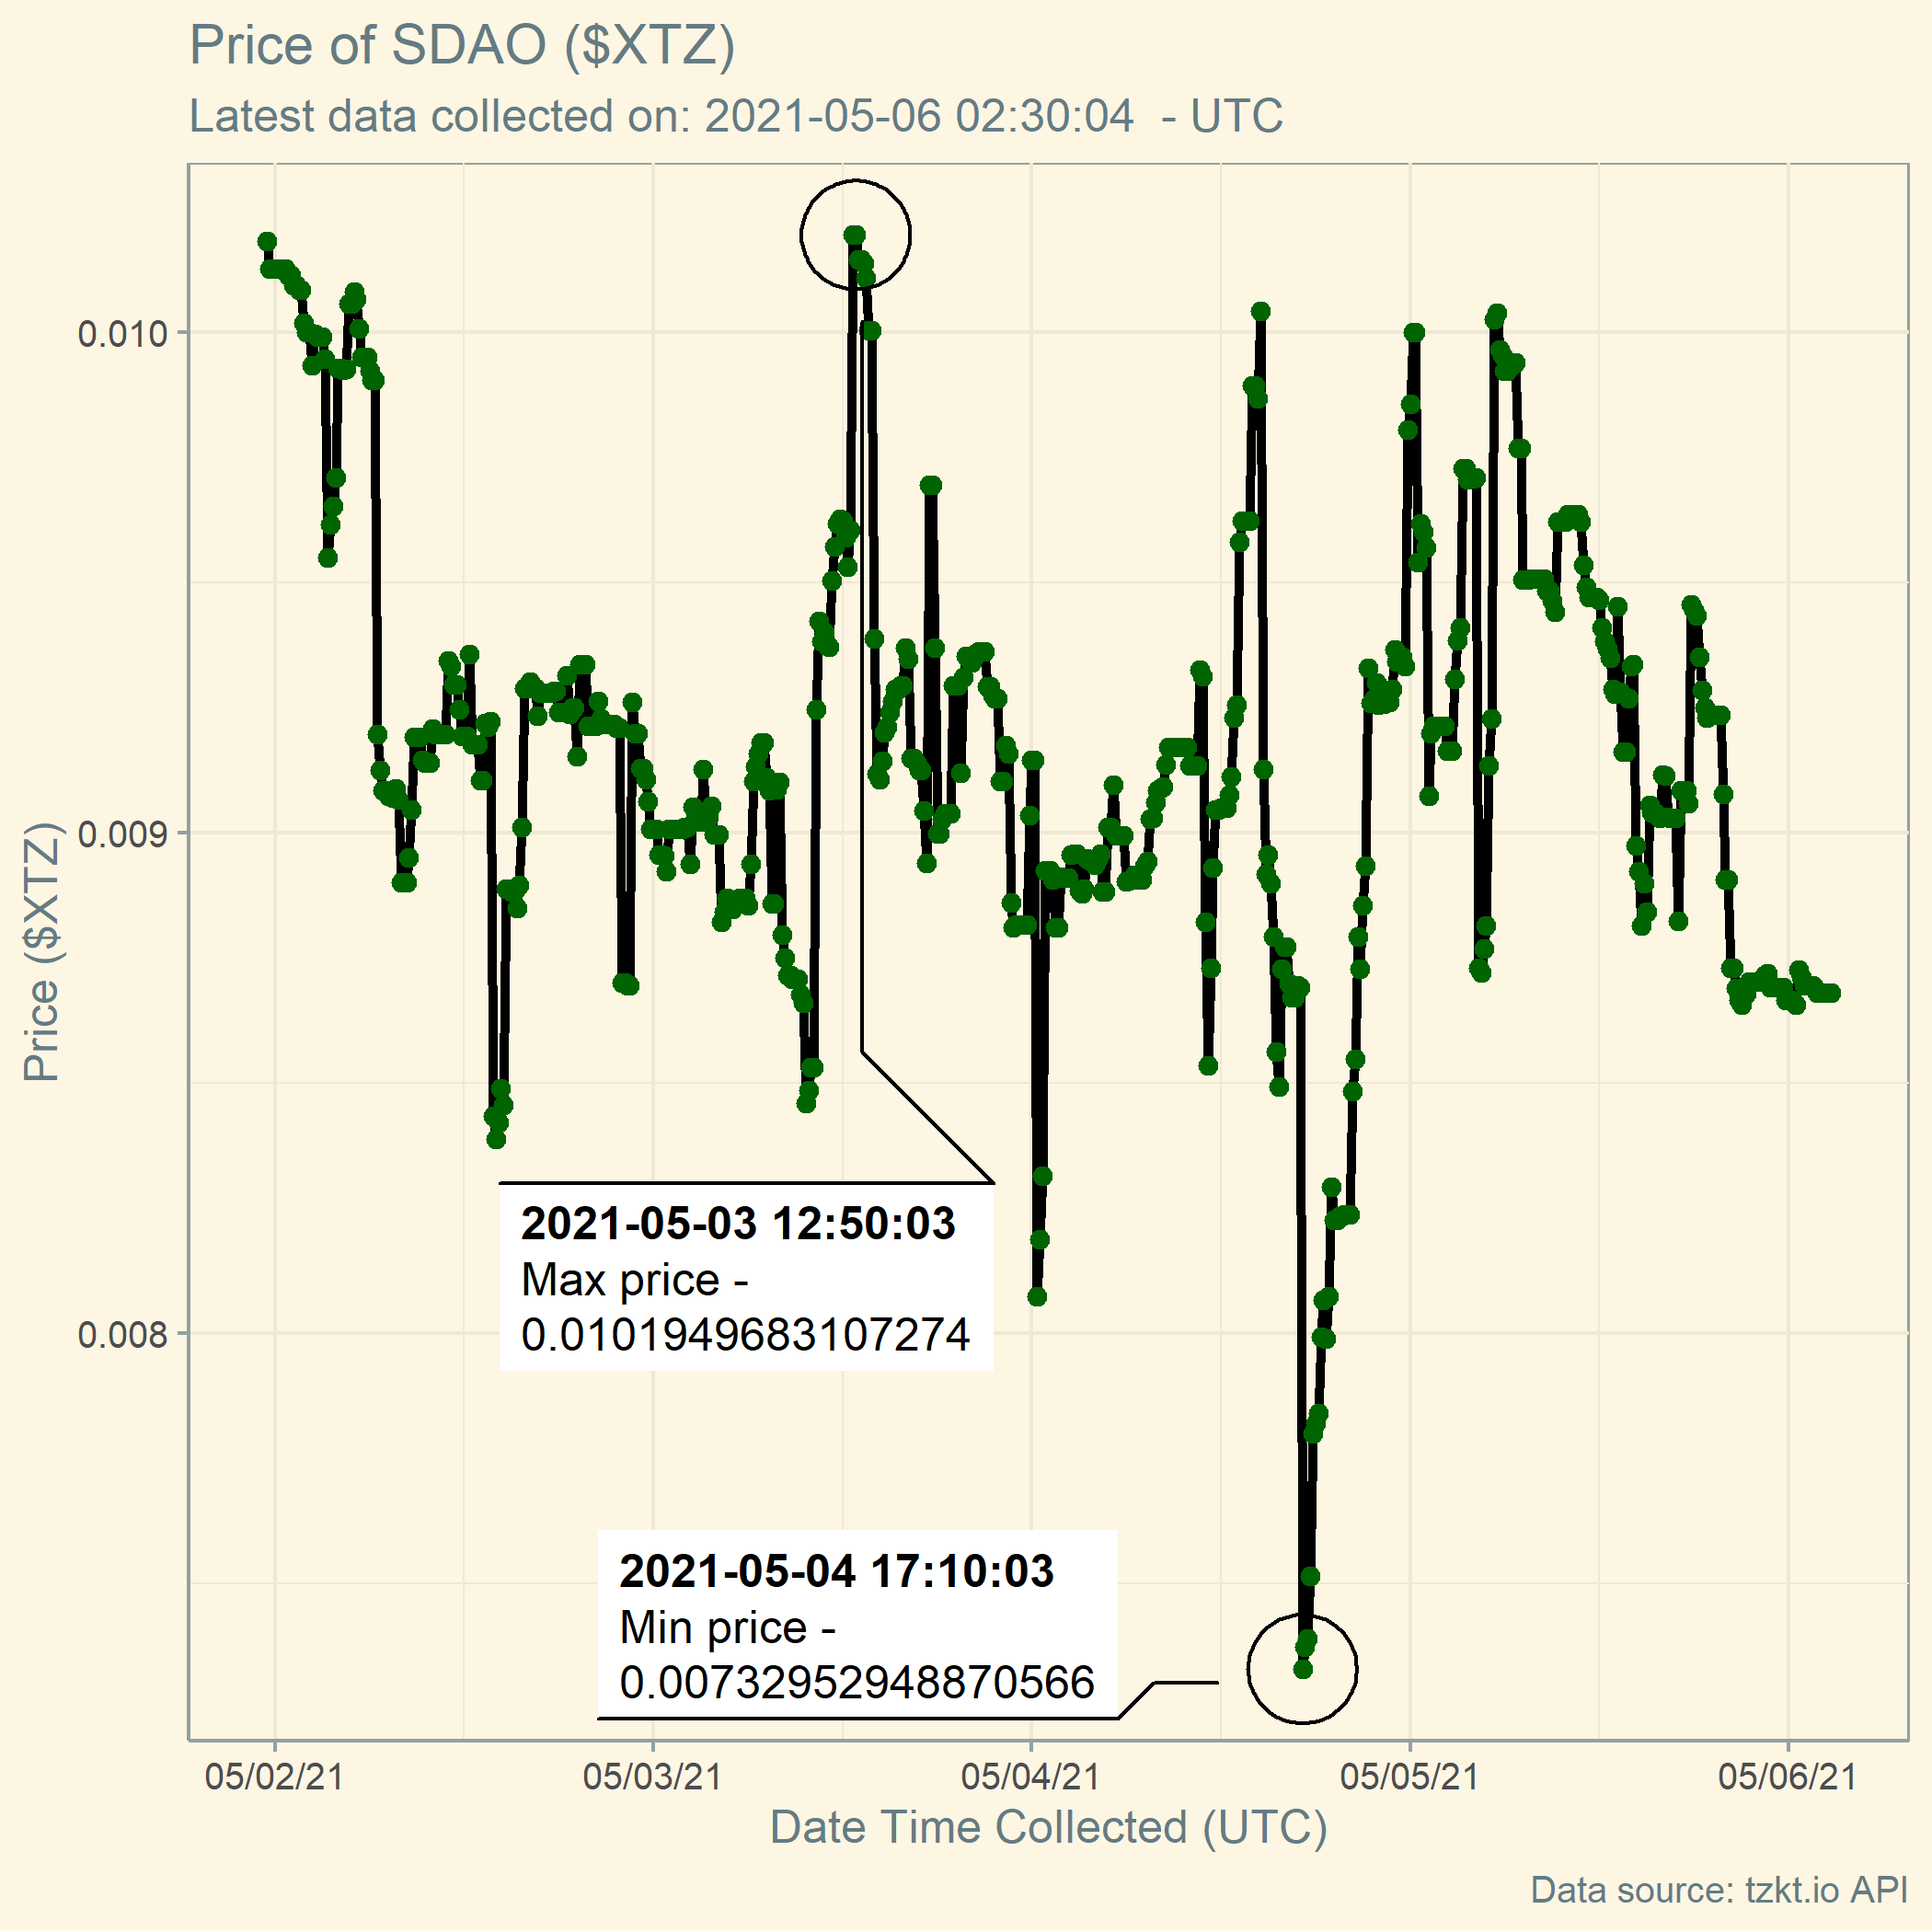 Price of SDAO ($XTZ)
Latest data collected on: 2021-05-06 02:30:04  - UTC
0.010
0.009
0.008
Price ($XTZ)
2021-05-03 12:50:03
Max price -
0.0101949683107274
2021-05-04 17:10:03
Min price -
0.00732952948870566
05/02/21
05/03/21
05/04/21
05/05/21
05/06/21
Date Time Collected (UTC)
Data source: tzkt.io API